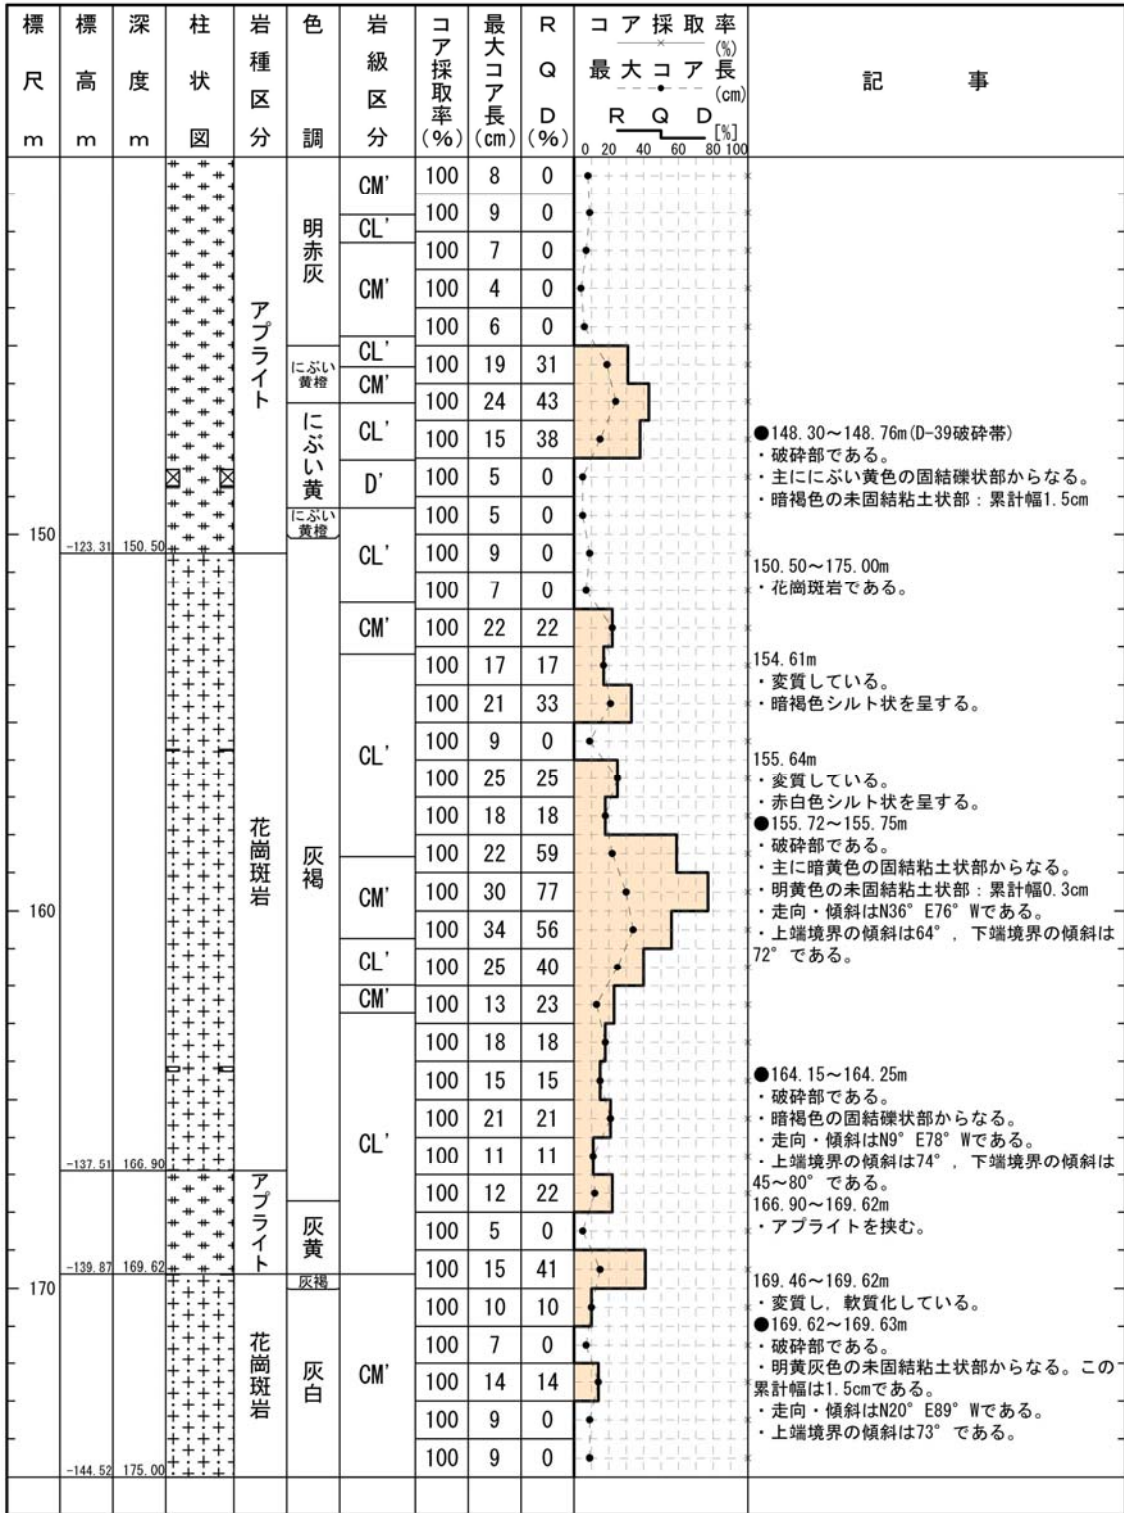 標尺m
標高m
深度m
柱状図
岩種区分
色調
岩級区分
コア採取率(%)
最大コア長(cm)
RQD(%)
コア採取率
(%)
最大コア長
(cm)
RQD
[%]
0 20 40 60 80 100
記事
150
160
170
-123.31 150.50
-137.51 166.90
-139.87 169.62
-144.52 175.00
アプライト
花崗斑岩
アプライト
花崗斑岩
明赤灰
にぶい
黄橙
にぶい黄
にぶい
黄橙
灰褐
灰黄
灰褐
灰白
CM'
CL'
CM'
CL'
CM'
CL'
D'
CL'
CM'
CL'
CM'
CL'
CM'
CL'
CM'
100 8 0
100 9 0
100 7 0
100 4 0
100 6 0
100 19 31
100 24 43
100 15 38
100 5 0
100 5 0
100 9 0
100 7 0
100 22 22
100 17 17
100 21 33
100 9 0
100 25 25
100 18 18
100 22 59
100 30 77
100 34 56
100 25 40
100 13 23
100 18 18
100 15 15
100 21 21
100 11 11
100 12 22
100 5 0
100 15 41
100 10 10
100 7 0
100 14 14
100 9 0
100 9 0
●148.30～148.76m(D-39破砕帯)
・破砕部である。
・主ににぶい黄色の固結礫状部からなる。
・暗褐色の未固結粘土状部：累計幅1.5cm
150.50～175.00m
・花崗斑岩である。
154.61m
・変質している。
・暗褐色シルト状を呈する。
155.64m
・変質している。
・赤白色シルト状を呈する。
●155.72～155.75m
・破砕部である。
・主に暗黄色の固結粘土状部からなる。
・明黄色の未固結粘土状部：累計幅0.3cm
・走向・傾斜はN36°E76°Wである。
・上端境界の傾斜は64°，下端境界の傾斜は
72°である。
●164.15～164.25m
・破砕部である。
・暗褐色の固結礫状部からなる。
・走向・傾斜はN9°E78°Wである。
・上端境界の傾斜は74°，下端境界の傾斜は
45～80°である。
166.90～169.62m
・アプライトを挟む。
169.46～169.62m
・変質し，軟質化している。
●169.62～169.63m
・破砕部である。
・明黄灰色の未固結粘土状部からなる。この
累計幅は1.5cmである。
・走向・傾斜はN20°E89°Wである。
・上端境界の傾斜は73°である。